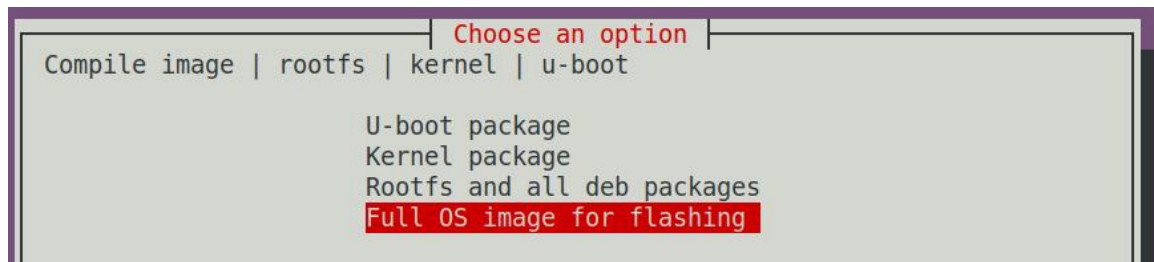 Choose an option
Compile image | rootfs | kernel | u-boot
U-boot package
Kernel package
Rootfs and all deb packages
Full OS image for flashing